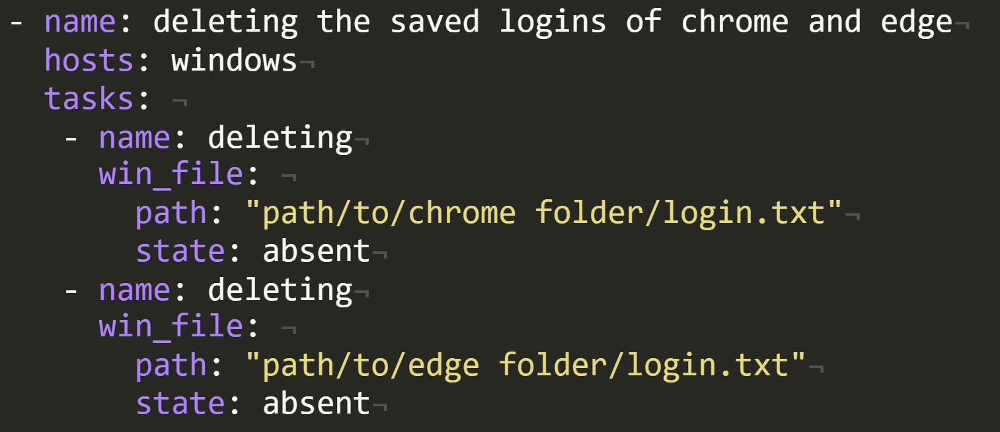 - name: deleting the saved logins of chrome and edge¬
  hosts: windows¬
  tasks: ¬
   - name: deleting¬
     win_file: ¬
       path: "path/to/chrome folder/login.txt"¬
       state: absent¬
   - name: deleting¬
     win_file: ¬
       path: "path/to/edge folder/login.txt"¬
       state: absent¬